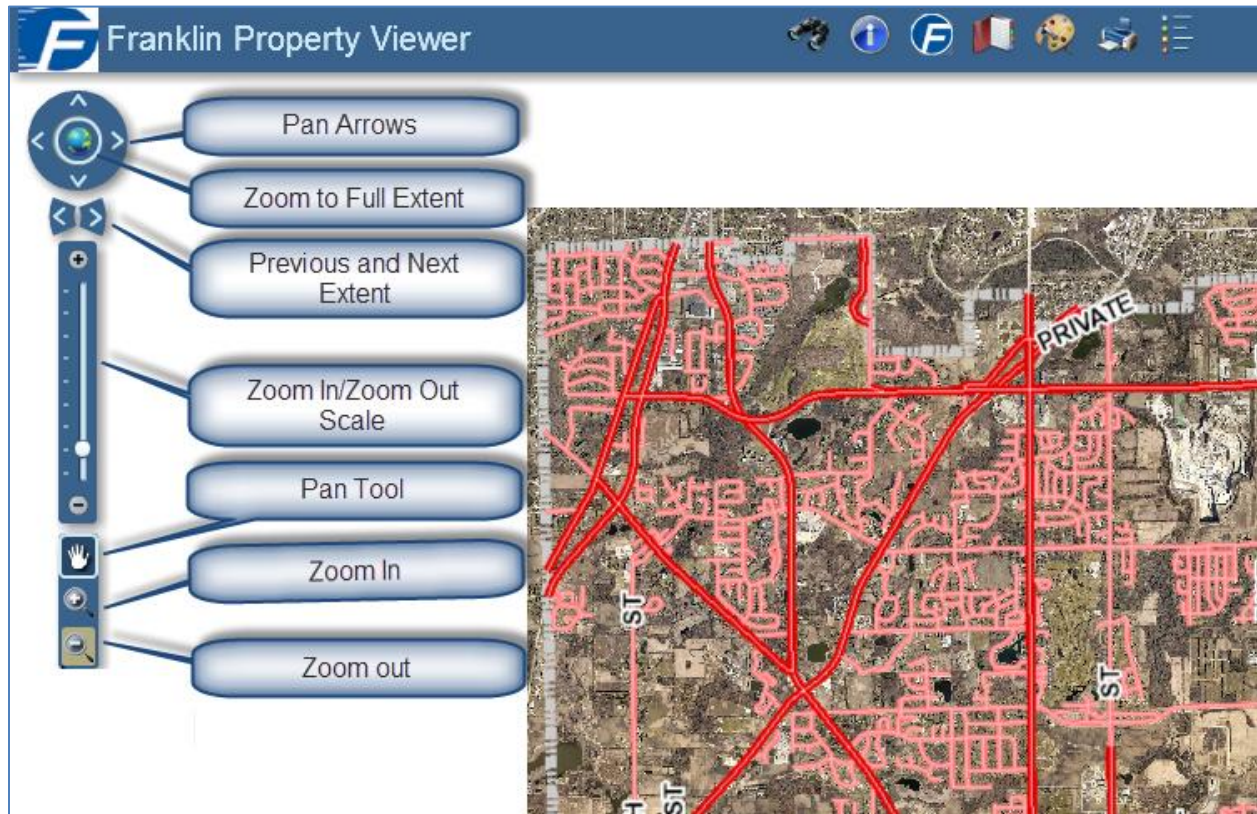 Franklin Property Viewer
Pan Arrows
Zoom to Full Extent
Previous and Next
Extent
Zoom In/Zoom Out
Scale
Pan Tool
Zoom In
Zoom out
PRIVATE
ST
ST
H
ST